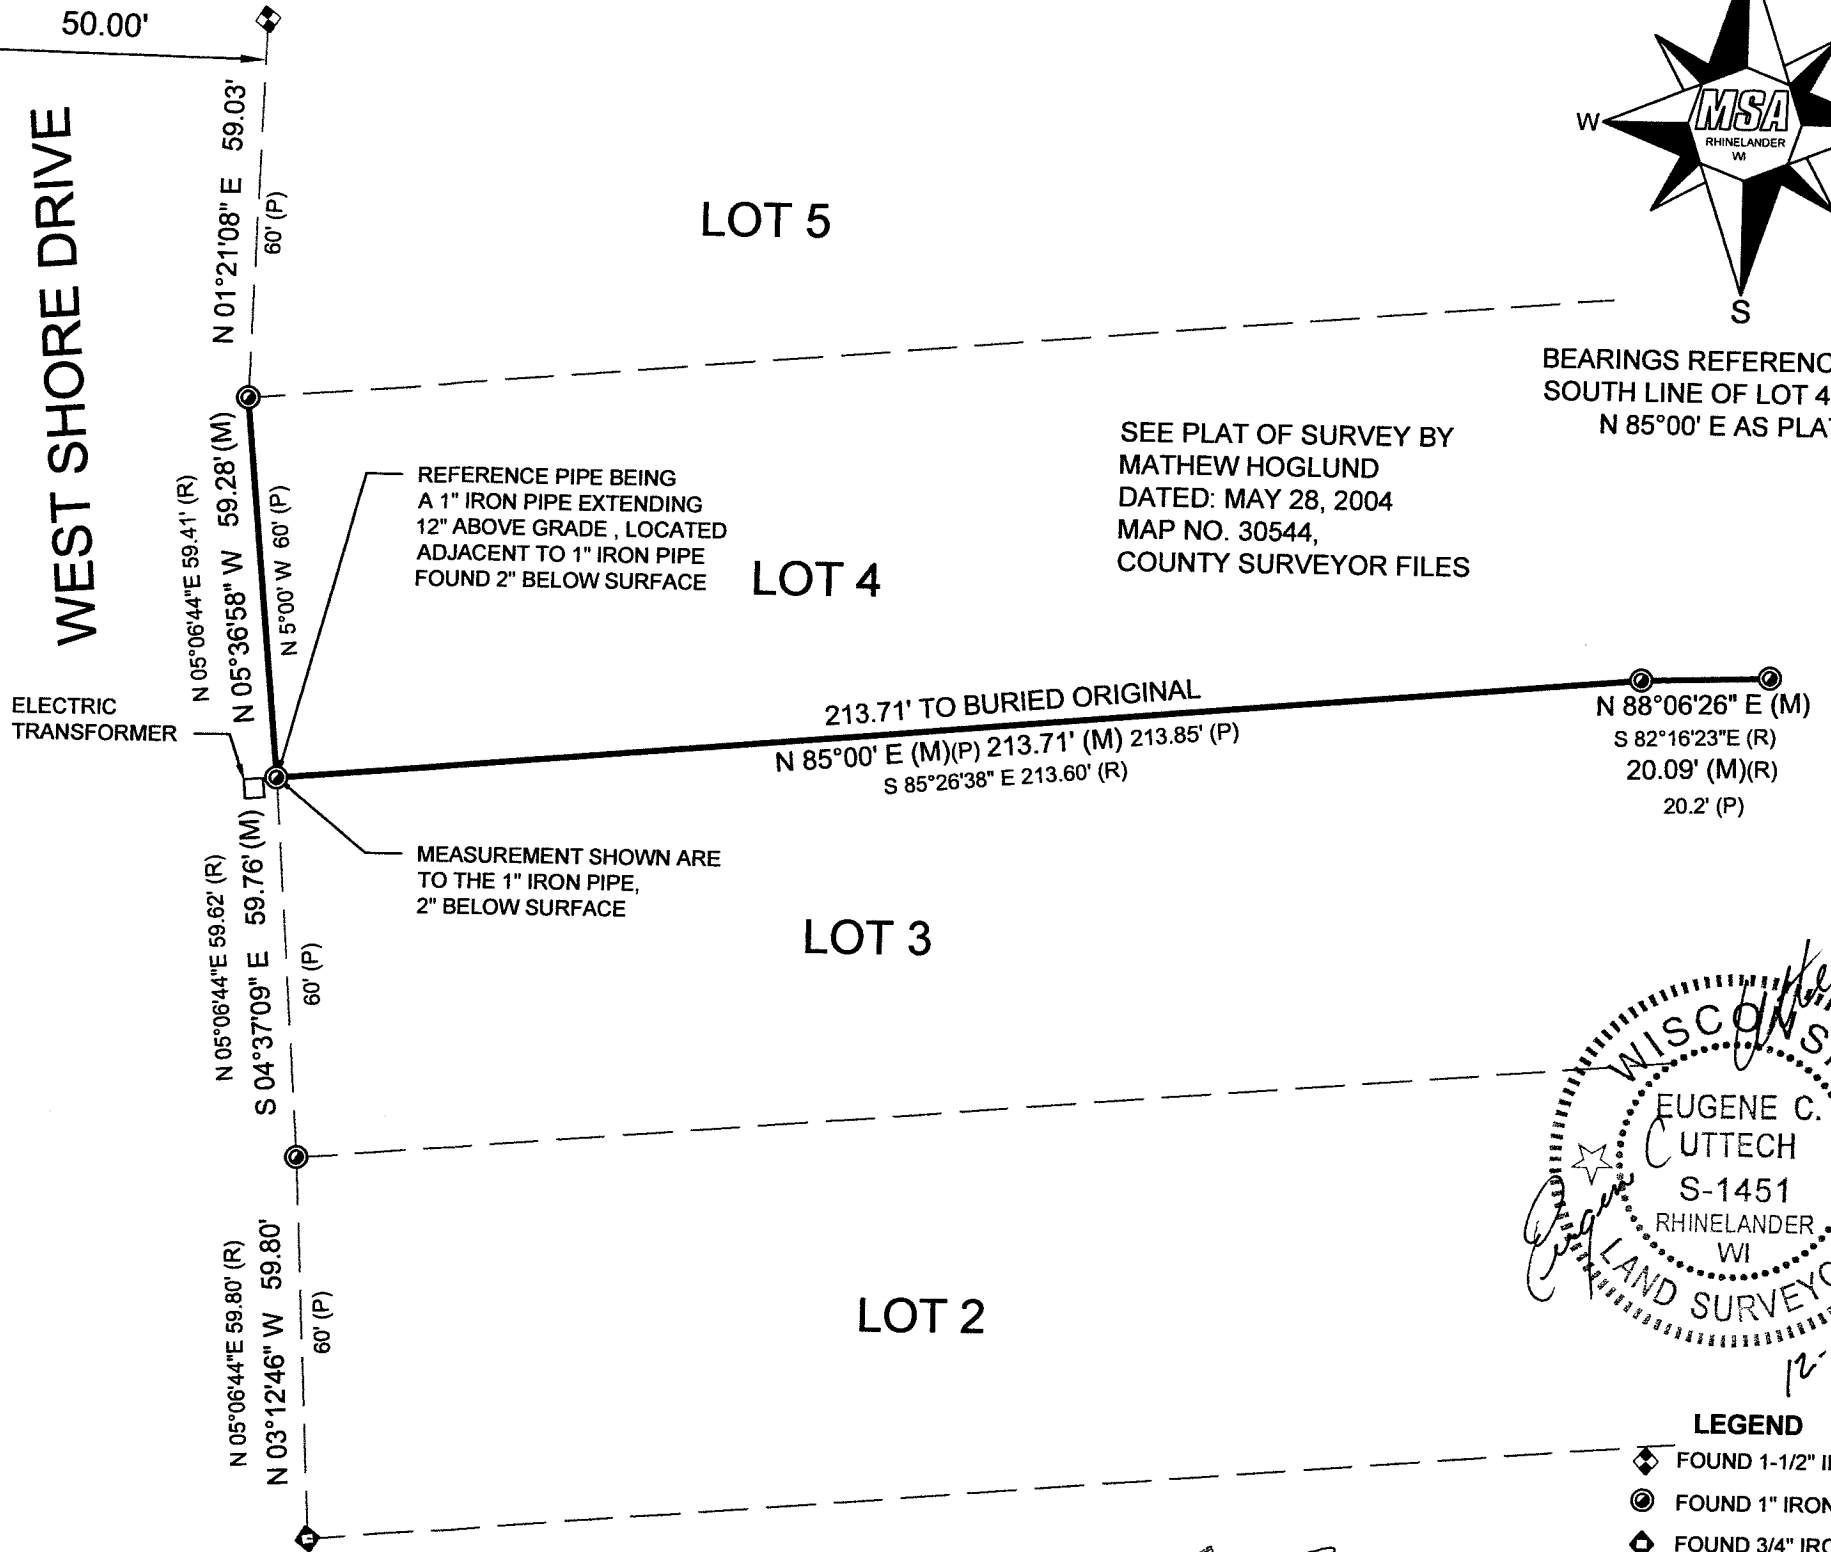 50.00'
WEST SHORE DRIVE
N 01°21'08" E 59.03'
60' (P)
LOT 5
W
MSA
RHINELANDER
WI
S
BEARINGS REFERENC
SOUTH LINE OF LOT 4
N 85°00' E AS PLA
SEE PLAT OF SURVEY BY
MATHEW HOGLUND
DATED: MAY 28, 2004
MAP NO. 30544,
COUNTY SURVEYOR FILES
N 05°06'44"E 59.41' (R)
N 05°36'58" W 59.28' (M)
N 5°00' W 60' (P)
REFERENCE PIPE BEING
A 1" IRON PIPE EXTENDING
12" ABOVE GRADE , LOCATED
ADJACENT TO 1" IRON PIPE
FOUND 2" BELOW SURFACE
LOT 4
ELECTRIC
TRANSFORMER
213.71' TO BURIED ORIGINAL
N 85°00' E (M)(P) 213.71' (M) 213.85' (P)
S 85°26'38" E 213.60' (R)
N 88°06'26" E (M)
S 82°16'23"E (R)
20.09' (M)(R)
20.2' (P)
MEASUREMENT SHOWN ARE
TO THE 1" IRON PIPE,
2" BELOW SURFACE
N 05°06'44"E 59.62' (R)
S 04°37'09" E 59.76' (M)
60' (P)
LOT 3
N 05°06'44"E 59.80' (R)
N 03°12'46" W 59.80'
60' (P)
LOT 2
WISCONS
EUGENE C.
UTTECH
S-1451
RHINELANDER
WI
LAND SURVEYO
Eugene C Utte
12-
LEGEND
FOUND 1-1/2" I
FOUND 1" IRON
FOUND 3/4" IRO